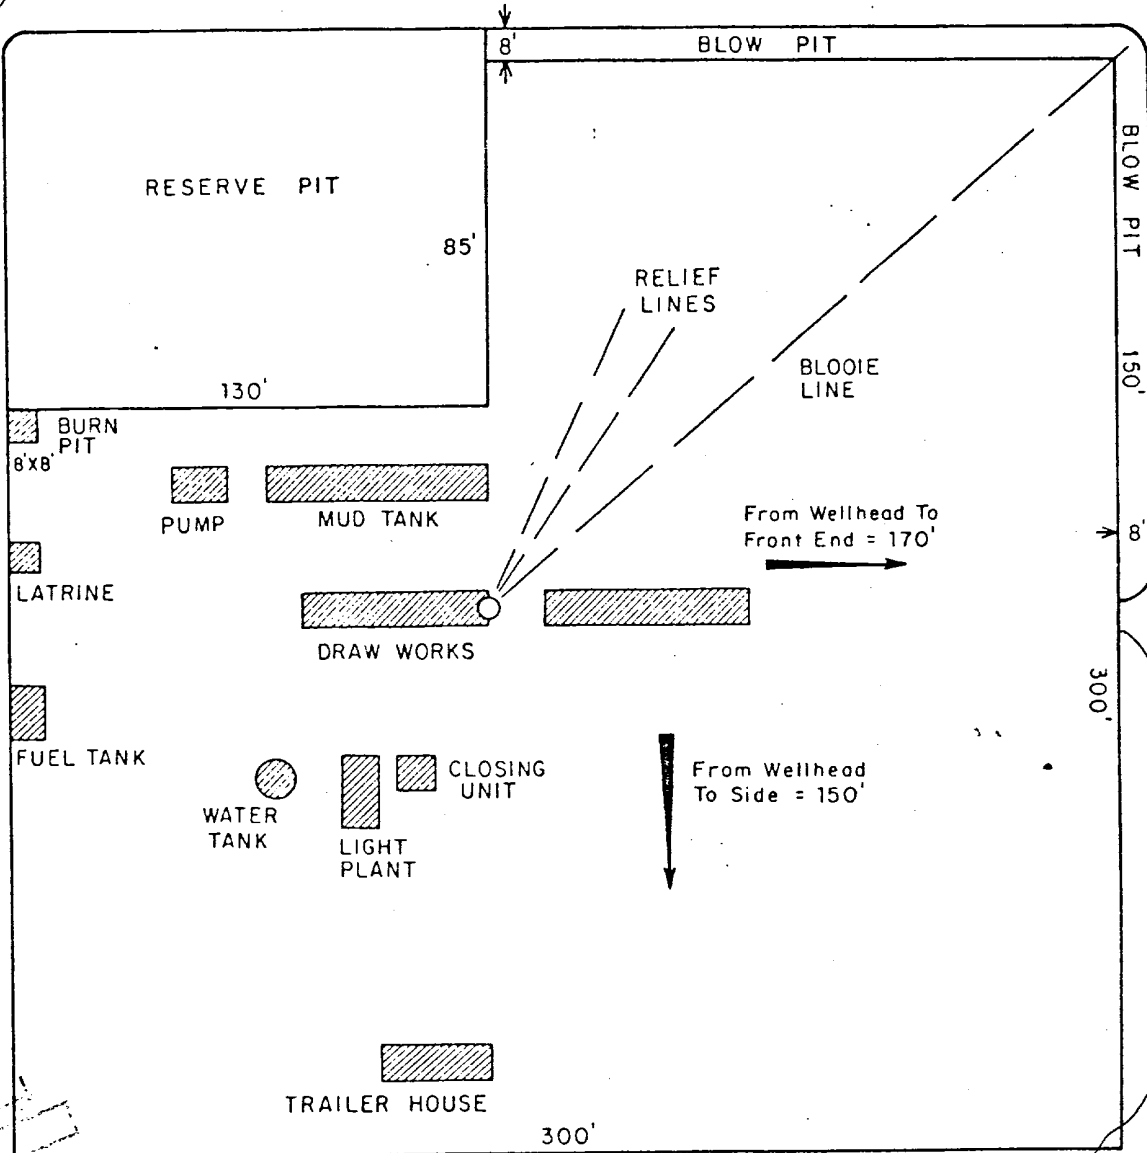 8'
BLOW PIT
RESERVE PIT
85'
130'
BLOW PIT
150'
RELIEF
LINES
BLOOIE
LINE
BURN
PIT
8'X8'
PUMP
MUD TANK
From Wellhead To
Front End = 170'
8'
LATRINE
DRAW WORKS
300'
FUEL TANK
WATER
TANK
LIGHT
PLANT
CLOSING
UNIT
From Wellhead
To Side = 150'
TRAILER HOUSE
300'